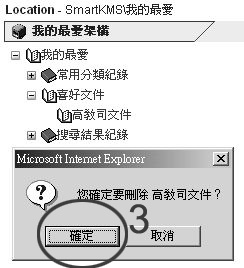 Location - SmartKMS\我的最愛
我的最愛架構
我的最愛
常用分類紀錄
喜好文件
高教司文件
搜尋結果紀錄
Microsoft Internet Explorer
您確定要刪除 高教司文件？
3
確定
取消